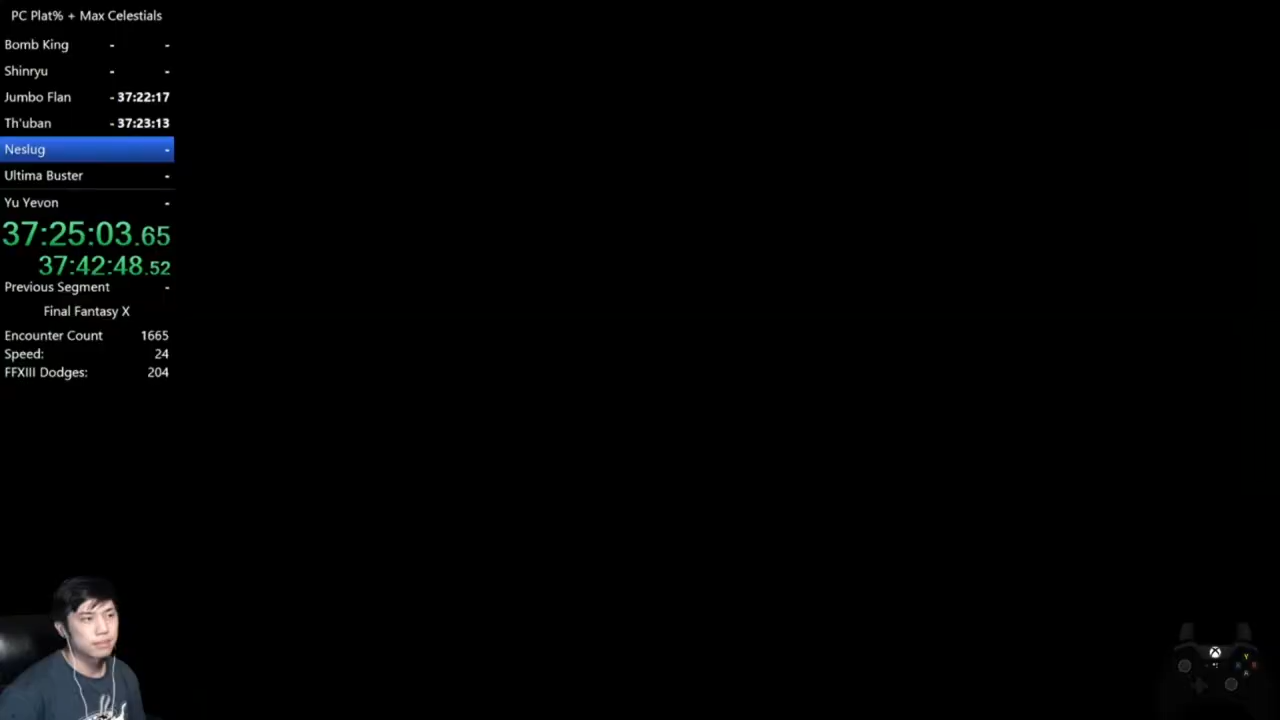 PC Plat% + Max Celestials
Bomb King - -
Shinryu - -
Jumbo Flan - 37:22:17
Th'uban - 37:23:13
Neslug -
Ultima Buster -
Yu Yevon -
37:25:03.65
37:42:48.52
Previous Segment -
Final Fantasy X
Encounter Count 1665
Speed: 24
FFXIII Dodges: 204